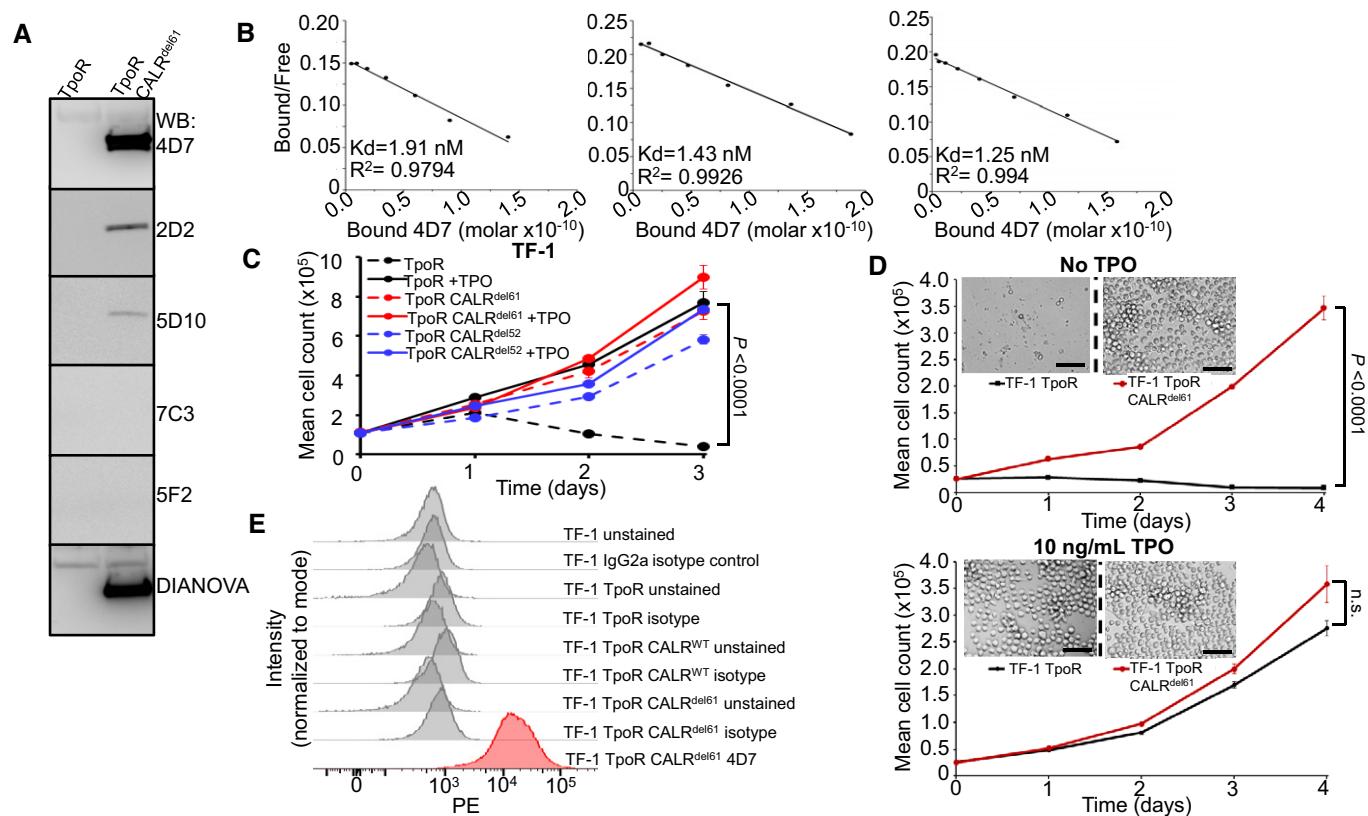 A
TpoR
TpoR CALRdel61
WB:
4D7
2D2
5D10
7C3
5F2
DIANOVA
B
Bound/Free
0.20
0.15
0.10
0.05
0
Kd=1.91 nM
R2= 0.9794
0.0
0.5
1.0
1.5
2.0
Bound 4D7 (molar x10-10)
0.25
0.20
0.15
0.10
0.05
0
Kd=1.43 nM
R2= 0.9926
0.0
0.5
1.0
1.5
2.0
Bound 4D7 (molar x10-10)
0.25
0.20
0.15
0.10
0.05
0
Kd=1.25 nM
R2= 0.994
0.0
0.5
1.0
1.5
2.0
Bound 4D7 (molar x10-10)
C
TF-1
Mean cell count (x105)
10
8
6
4
2
0
TpoR
TpoR +TPO
TpoR CALRdel61
TpoR CALRdel61 +TPO
TpoR CALRdel52
TpoR CALRdel52 +TPO
P <0.0001
0 1 2 3
Time (days)
D
No TPO
Mean cell count (x105)
4.0
3.5
3.0
2.5
2.0
1.5
1.0
0.5
0
TF-1 TpoR
TF-1 TpoR
CALRdel61
P <0.0001
0 1 2 3 4
Time (days)
10 ng/mL TPO
Mean cell count (x105)
4.0
3.5
3.0
2.5
2.0
1.5
1.0
0.5
0
TF-1 TpoR
TF-1 TpoR
CALRdel61
n.s.
0 1 2 3 4
Time (days)
E
Intensity
(normalized to mode)
TF-1 unstained
TF-1 IgG2a isotype control
TF-1 TpoR unstained
TF-1 TpoR isotype
TF-1 TpoR CALRWT unstained
TF-1 TpoR CALRWT isotype
TF-1 TpoR CALRdel61 unstained
TF-1 TpoR CALRdel61 isotype
TF-1 TpoR CALRdel61 4D7
0 103 104 105
PE